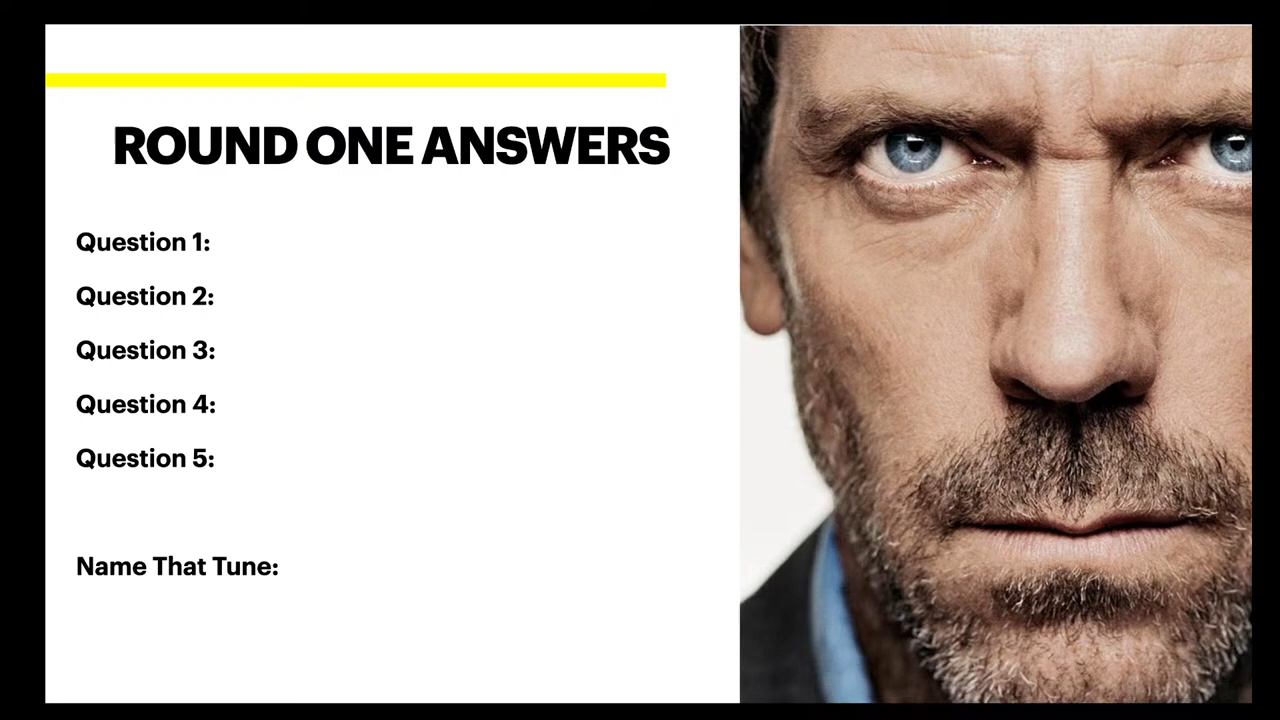 ROUND ONE ANSWERS
Question 1:
Question 2:
Question 3:
Question 4:
Question 5:
Name That Tune: